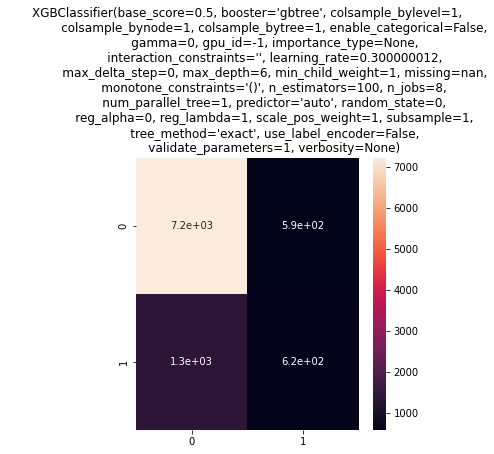 XGBClassifier(base_score=0.5, booster='gbtree', colsample_bylevel=1,
colsample_bynode=1, colsample_bytree=1, enable_categorical=False,
gamma=0, gpu_id=-1, importance_type=None,
interaction_constraints='', learning_rate=0.300000012,
max_delta_step=0, max_depth=6, min_child_weight=1, missing=nan,
monotone_constraints='()', n_estimators=100, n_jobs=8,
num_parallel_tree=1, predictor='auto', random_state=0,
reg_alpha=0, reg_lambda=1, scale_pos_weight=1, subsample=1,
tree_method='exact', use_label_encoder=False,
validate_parameters=1, verbosity=None)
7000
0 7.2e+03 5.9e+02
6000
5000
4000
3000
1 1.3e+03 6.2e+02
2000
1000
0 1